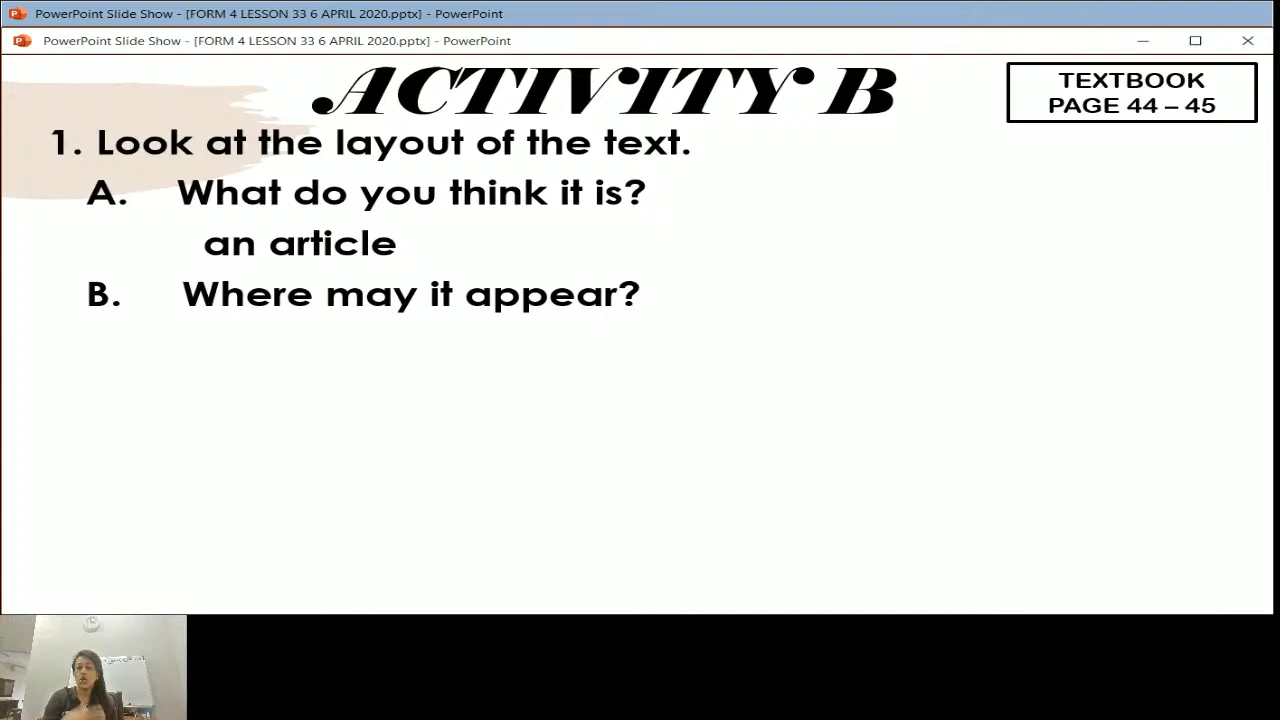 PowerPoint Slide Show - [FORM 4 LESSON 33 6 APRIL 2020.pptx] - PowerPoint
PowerPoint Slide Show - [FORM 4 LESSON 33 6 APRIL 2020.pptx] - PowerPoint
ACTIVITY B
TEXTBOOK
PAGE 44 – 45
1. Look at the layout of the text.
A. What do you think it is?
an article
B. Where may it appear?